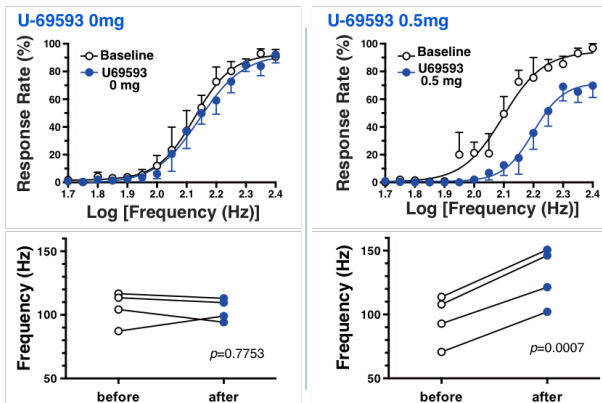 U-69593 0mg
Response Rate (%)
100
80
60
40
20
0
Baseline
U69593
0 mg
1.7 1.8 1.9 2.0 2.1 2.2 2.3 2.4
Log [Frequency (Hz)]
Frequency (Hz)
150
100
50
p=0.7753
before after
U-69593 0.5mg
Response Rate (%)
100
80
60
40
20
0
Baseline
U69593
0.5 mg
1.7 1.8 1.9 2.0 2.1 2.2 2.3 2.4
Log [Frequency (Hz)]
Frequency (Hz)
150
100
50
p=0.0007
before after